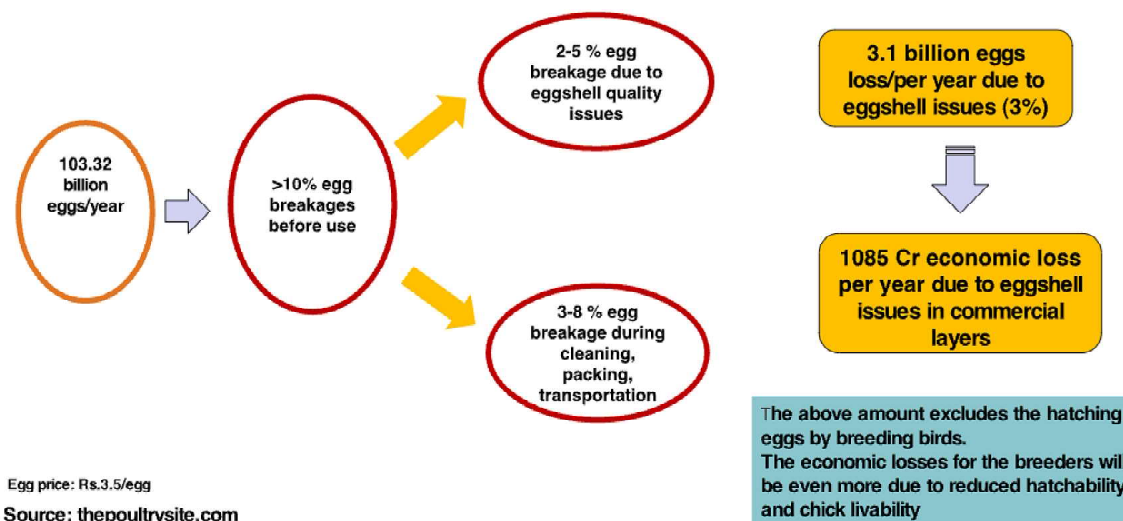 103.32
billion
eggs/year
>10% egg
breakages
before use
2-5 % egg
breakage due to
eggshell quality
issues
3-8 % egg
breakage during
cleaning,
packing,
transportation
3.1 billion eggs
loss/per year due to
eggshell issues (3%)
1085 Cr economic loss
per year due to eggshell
issues in commercial
layers
The above amount excludes the hatching
eggs by breeding birds.
The economic losses for the breeders wil
be even more due to reduced hatchability
and chick livability
Egg price: Rs.3.5/egg
Source: thepoultrysite.com